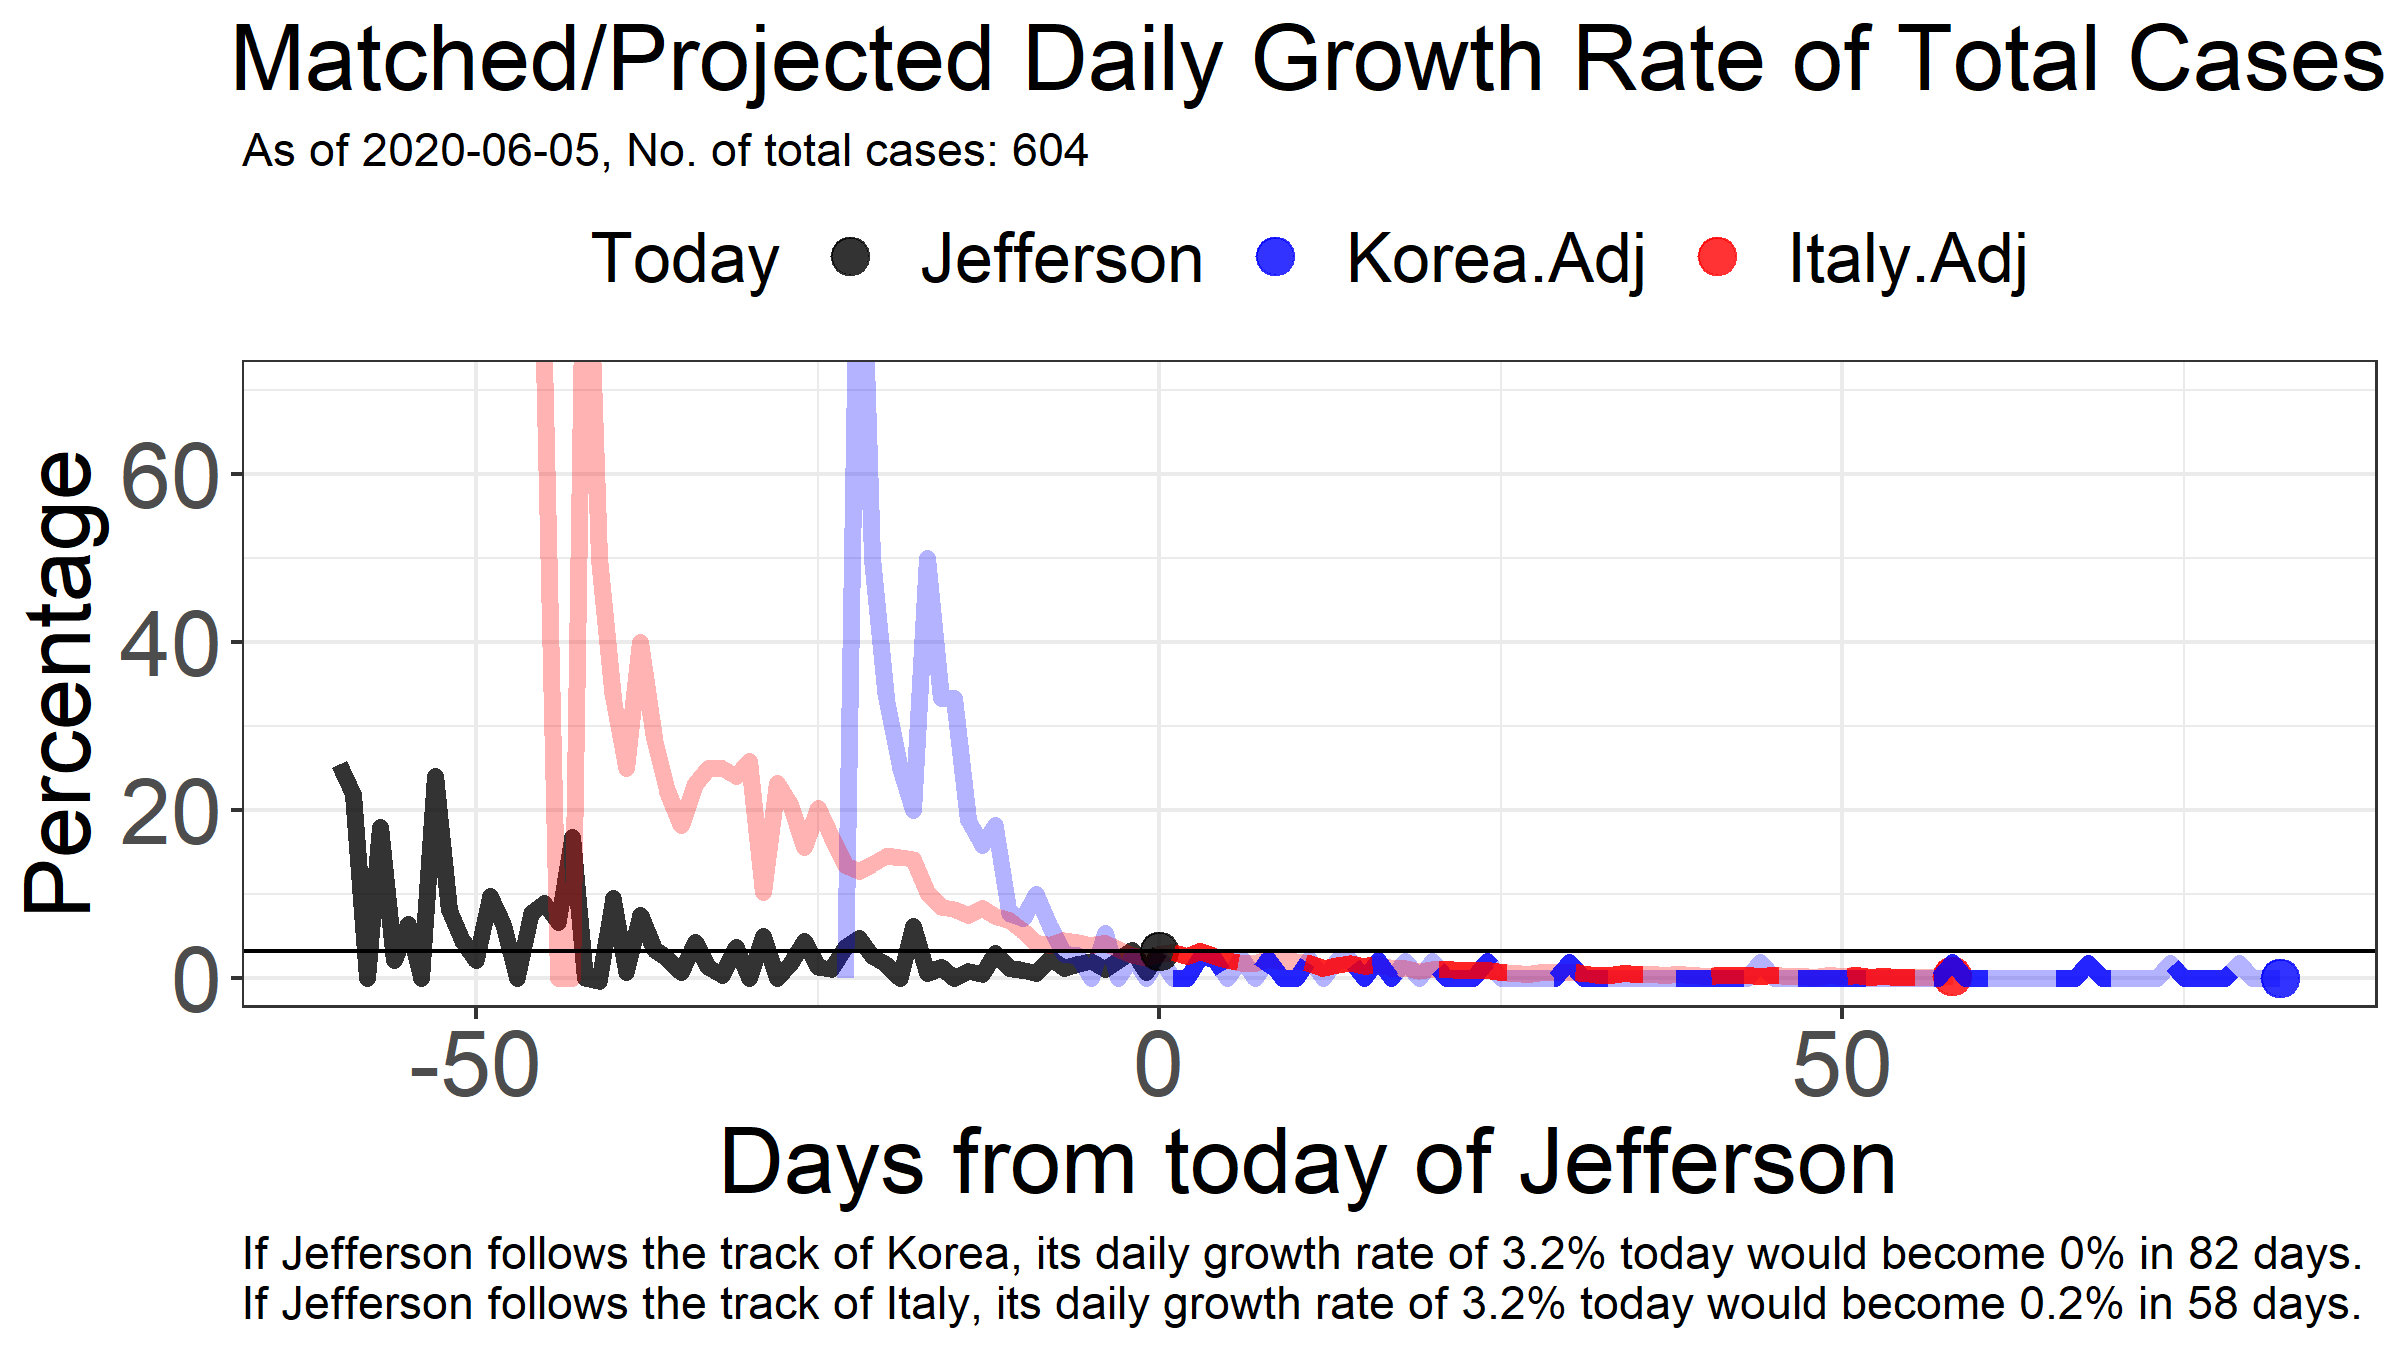 Matched/Projected Daily Growth Rate of Total Cases
As of 2020-06-05, No. of total cases: 604
Today Jefferson Korea.Adj Italy.Adj
Percentage
60
40
20
0
-50 0 50
Days from today of Jefferson
If Jefferson follows the track of Korea, its daily growth rate of 3.2% today would become 0% in 82 days.
If Jefferson follows the track of Italy, its daily growth rate of 3.2% today would become 0.2% in 58 days.